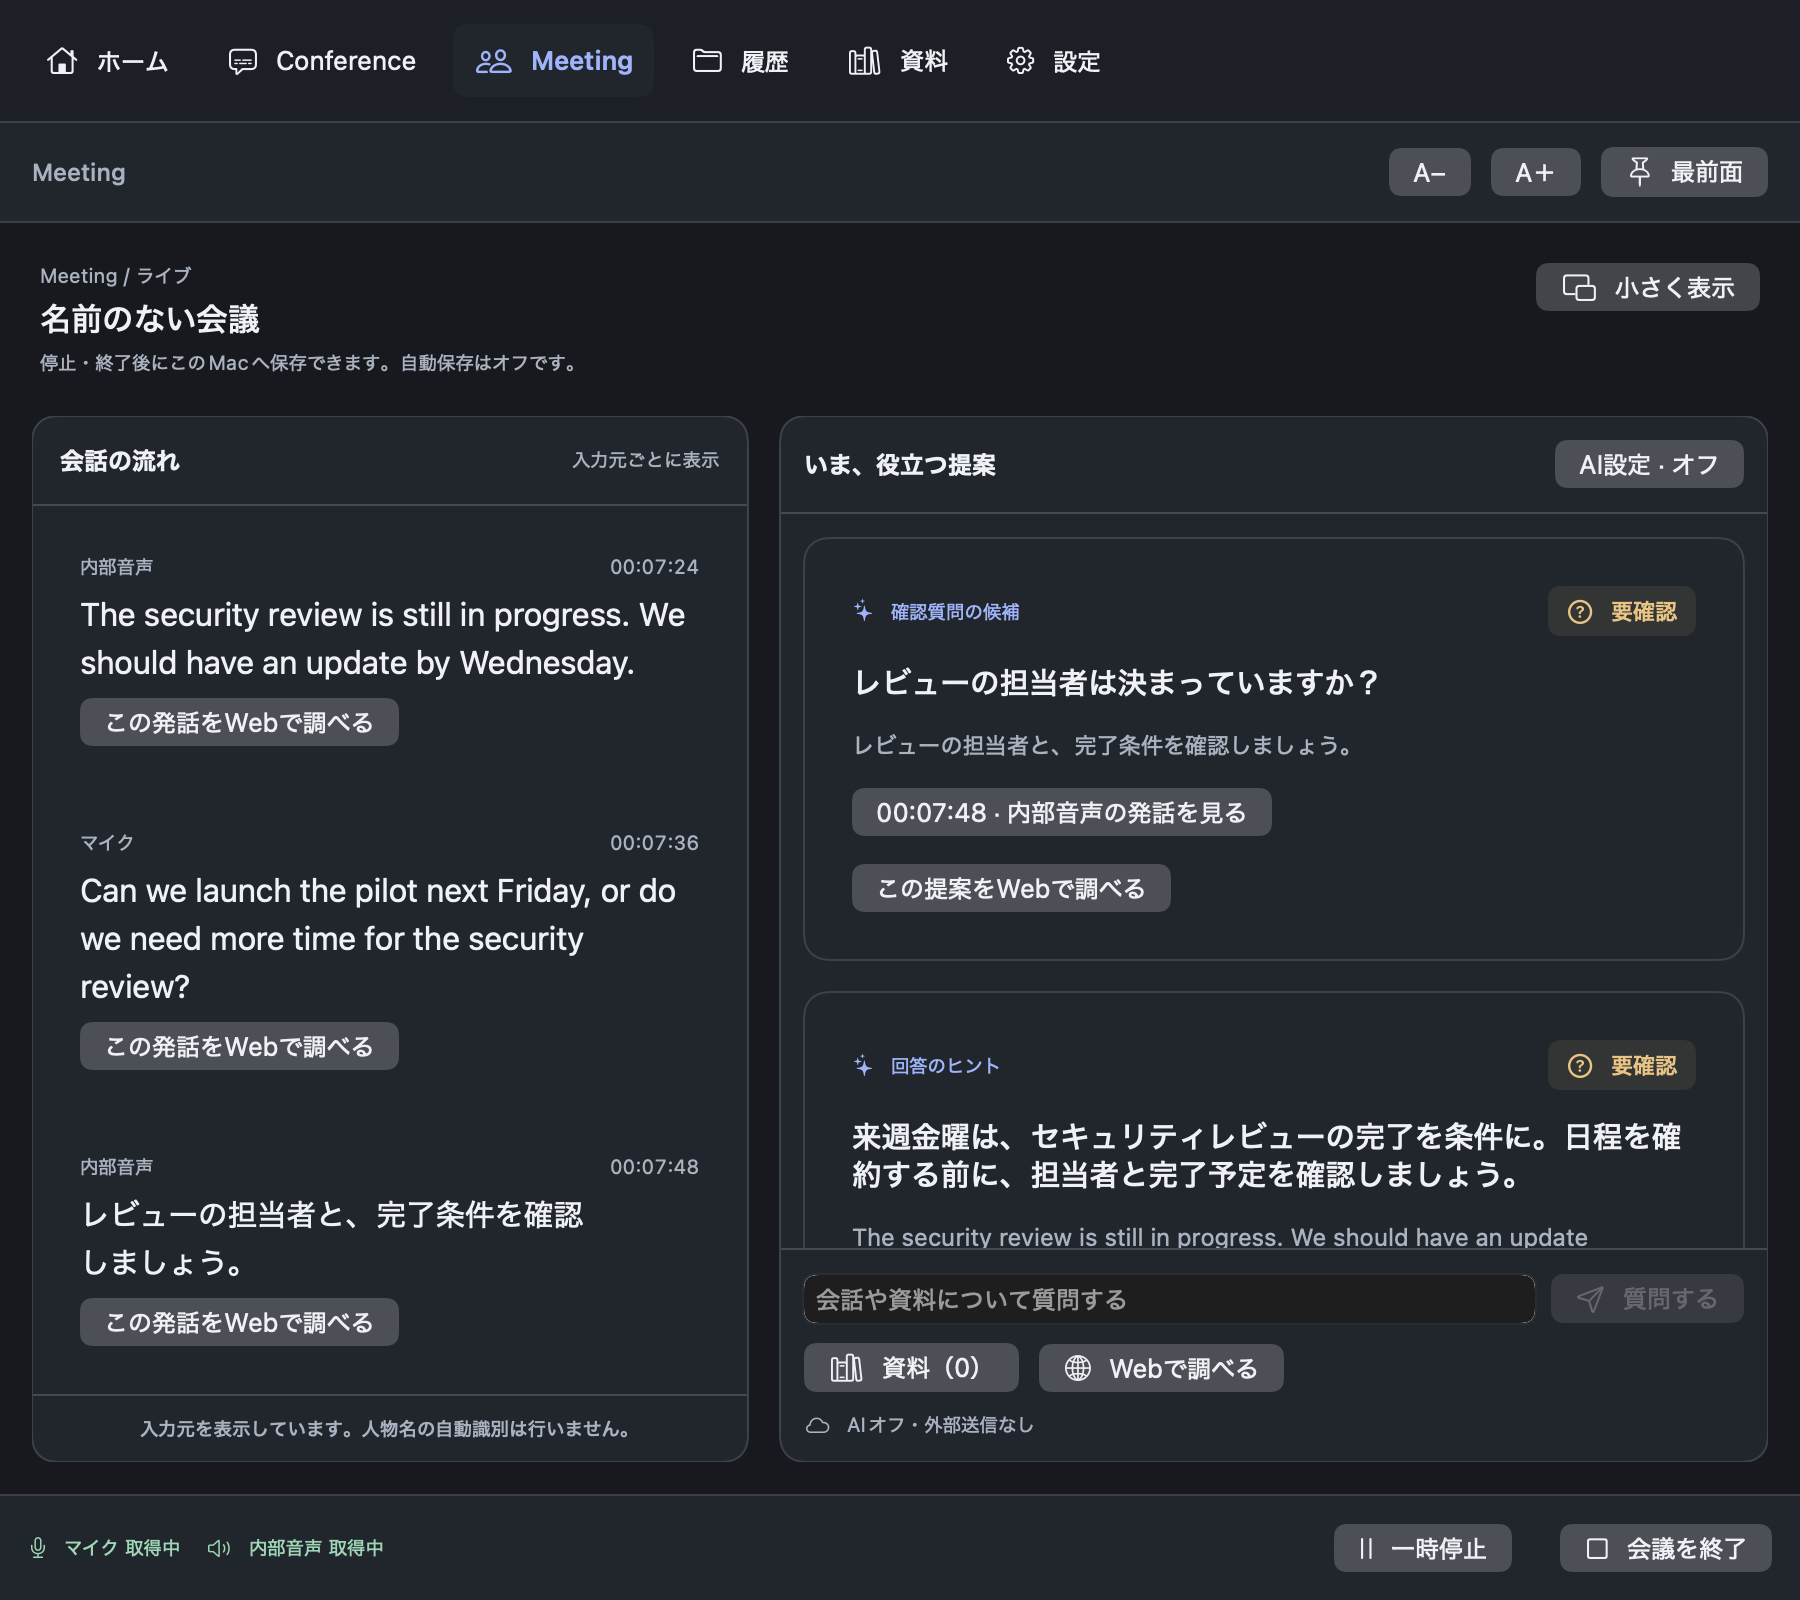 ホーム
Conference
Meeting
履歴
資料
設定
Meeting
A−
A+
最前面
Meeting / ライブ
名前のない会議
停止・終了後にこのMacへ保存できます。自動保存はオフです。
小さく表示
会話の流れ
入力元ごとに表示
内部音声
00:07:24
The security review is still in progress. We
should have an update by Wednesday.
この発話をWebで調べる
マイク
00:07:36
Can we launch the pilot next Friday, or do
we need more time for the security
review?
この発話をWebで調べる
内部音声
00:07:48
レビューの担当者と、完了条件を確認
しましょう。
この発話をWebで調べる
入力元を表示しています。人物名の自動識別は行いません。
いま、役立つ提案
AI設定 · オフ
確認質問の候補
要確認
レビューの担当者は決まっていますか？
レビューの担当者と、完了条件を確認しましょう。
00:07:48 · 内部音声の発話を見る
この提案をWebで調べる
回答のヒント
要確認
来週金曜は、セキュリティレビューの完了を条件に。日程を確
約する前に、担当者と完了予定を確認しましょう。
The security review is still in progress. We should have an update
会話や資料について質問する
質問する
資料（0）
Webで調べる
AIオフ・外部送信なし
マイク 取得中
内部音声 取得中
一時停止
会議を終了